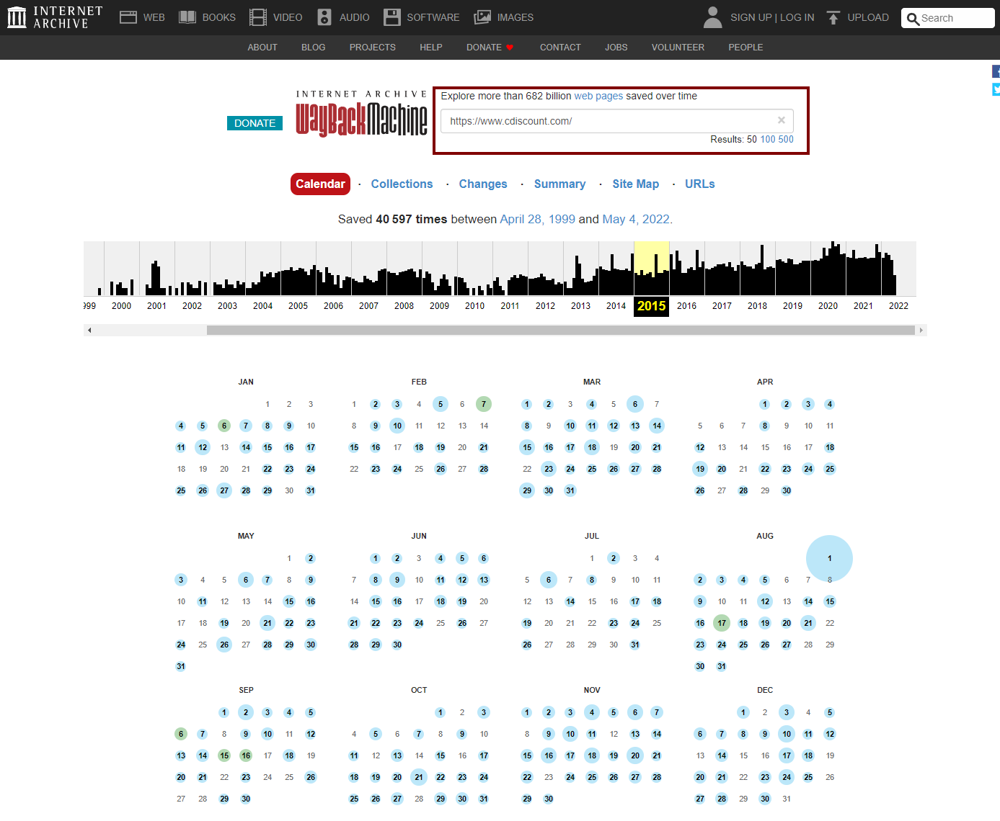 INTERNET ARCHIVE
WEB BOOKS VIDEO AUDIO SOFTWARE IMAGES SIGN UP | LOG IN UPLOAD Search
ABOUT BLOG PROJECTS HELP DONATE CONTACT JOBS VOLUNTEER PEOPLE
DONATE
INTERNET ARCHIVE
WayBackMachine
Explore more than 682 billion web pages saved over time
https://www.cdiscount.com/
Results: 50 100 500
Calendar · Collections · Changes · Summary · Site Map · URLs
Saved 40 597 times between April 28, 1999 and May 4, 2022.
999 2000 2001 2002 2003 2004 2005 2006 2007 2008 2009 2010 2011 2012 2013 2014 2015 2016 2017 2018 2019 2020 2021 2022
JAN FEB MAR APR
1 2 3 1 2 3 4 5 6 7 1 2 3 4 5 6 7 1 2 3 4
4 5 6 7 8 9 10 8 9 10 11 12 13 14 8 9 10 11 12 13 14 5 6 7 8 9 10 11
11 12 13 14 15 16 17 15 16 17 18 19 20 21 15 16 17 18 19 20 21 12 13 14 15 16 17 18
18 19 20 21 22 23 24 22 23 24 25 26 27 28 22 23 24 25 26 27 28 19 20 21 22 23 24 25
25 26 27 28 29 30 31 29 30 31 26 27 28 29 30
MAY JUN JUL AUG
1 2 1 2 3 4 5 6 1 2 3 4 1
3 4 5 6 7 8 9 7 8 9 10 11 12 13 5 6 7 8 9 10 11 2 3 4 5 6 7 8
10 11 12 13 14 15 16 14 15 16 17 18 19 20 12 13 14 15 16 17 18 9 10 11 12 13 14 15
17 18 19 20 21 22 23 21 22 23 24 25 26 27 19 20 21 22 23 24 25 16 17 18 19 20 21 22
24 25 26 27 28 29 30 28 29 30 26 27 28 29 30 31 23 24 25 26 27 28 29
31 30 31
SEP OCT NOV DEC
1 2 3 4 5 1 2 3 1 2 3 4 5 6 7 1 2 3 4 5
6 7 8 9 10 11 12 4 5 6 7 8 9 10 8 9 10 11 12 13 14 6 7 8 9 10 11 12
13 14 15 16 17 18 19 11 12 13 14 15 16 17 15 16 17 18 19 20 21 13 14 15 16 17 18 19
20 21 22 23 24 25 26 18 19 20 21 22 23 24 22 23 24 25 26 27 28 20 21 22 23 24 25 26
27 28 29 30 25 26 27 28 29 30 31 29 30 27 28 29 30 31